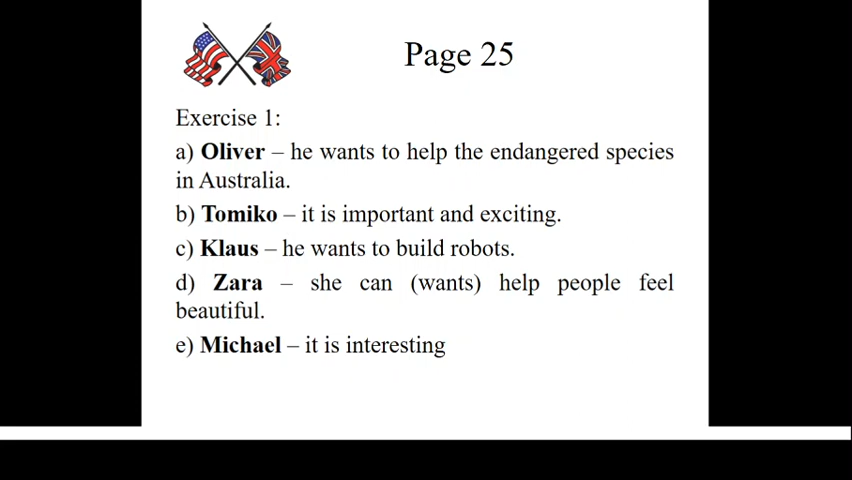 Page 25
Exercise 1:
a) Oliver – he wants to help the endangered species
in Australia.
b) Tomiko – it is important and exciting.
c) Klaus – he wants to build robots.
d) Zara – she can (wants) help people feel
beautiful.
e) Michael – it is interesting